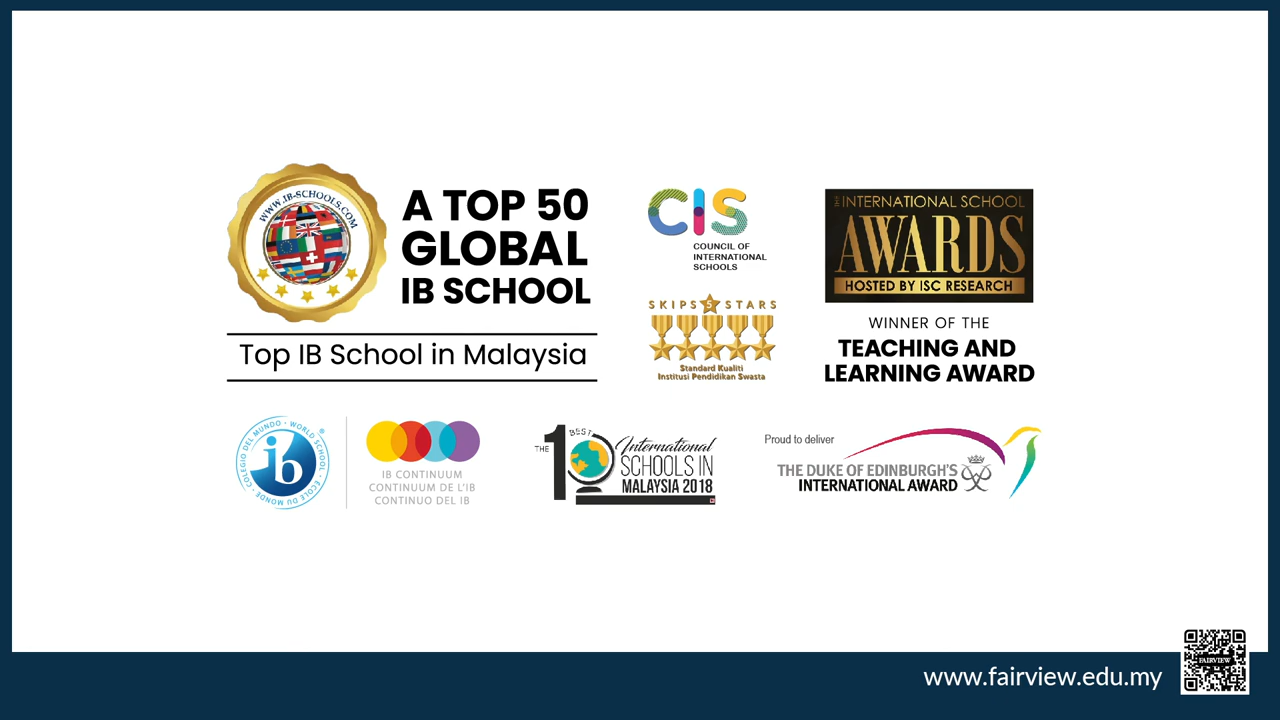 WWW.IB-SCHOOLS.COM
A TOP 50
GLOBAL
IB SCHOOL
Top IB School in Malaysia
CIS
COUNCIL OF
INTERNATIONAL
SCHOOLS
SKIPS 5 STARS
Standard Kualiti
Institusi Pendidikan Swasta
THE INTERNATIONAL SCHOOL
AWARDS
HOSTED BY ISC RESEARCH
WINNER OF THE
TEACHING AND
LEARNING AWARD
COLEGIO DEL MUNDO · WORLD SCHOOL · ÉCOLE DU MONDE ·
ib
®
IB CONTINUUM
CONTINUUM DE L'IB
CONTINUO DEL IB
THE 10 BEST
International
SCHOOLS IN
MALAYSIA 2018
Proud to deliver
THE DUKE OF EDINBURGH'S
INTERNATIONAL AWARD
www.fairview.edu.my
FAIRVIEW